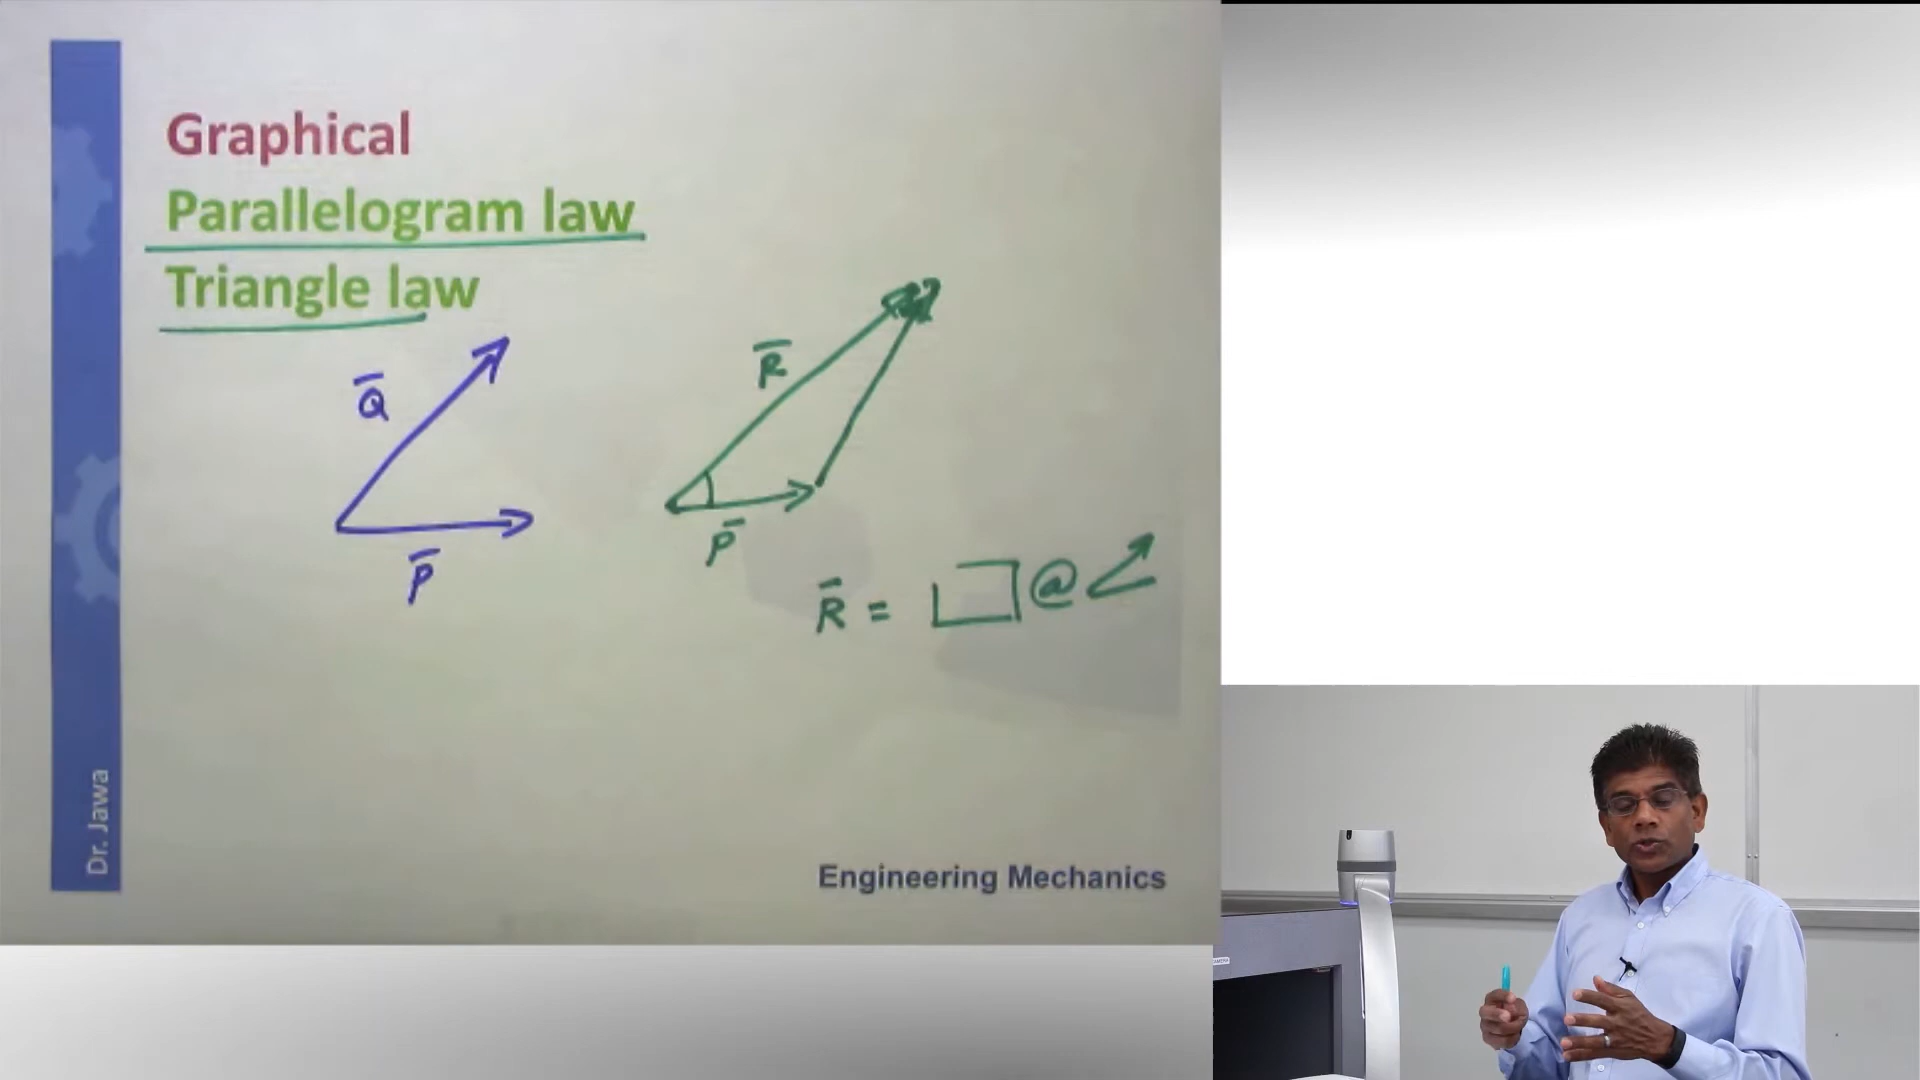 Graphical
Parallelogram law
Triangle law
Q̄
P̄
R̄
P̄
R̄ = @
Dr. Jawa
Engineering Mechanics